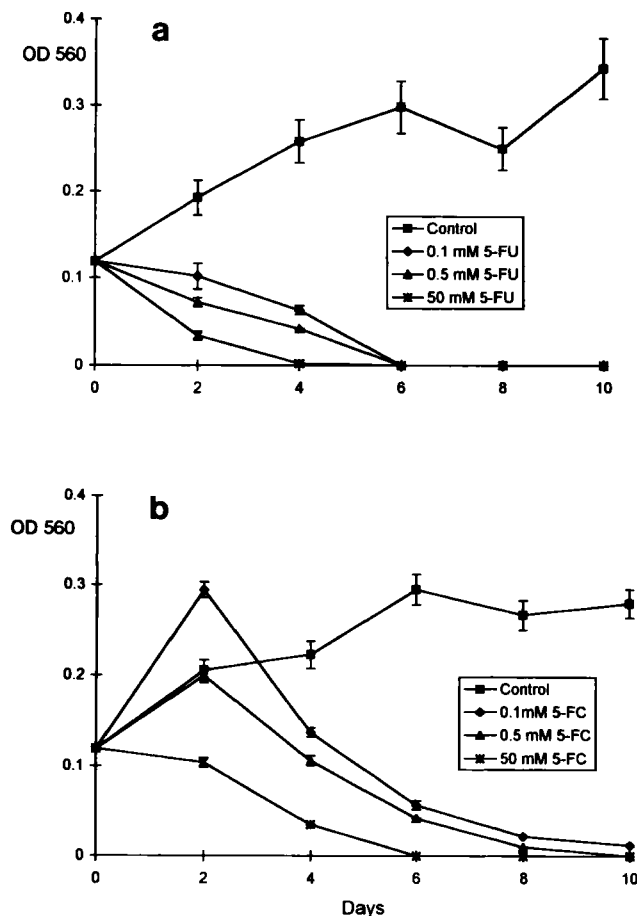 a
OD 560
0.4
0.3
0.2
0.1
0
Control
0.1 mM 5-FU
0.5 mM 5-FU
50 mM 5-FU
0 2 4 6 8 10
b
OD 560
0.4
0.3
0.2
0.1
0
Control
0.1mM 5-FC
0.5 mM 5-FC
50 mM 5-FC
0 2 4 6 8 10
Days